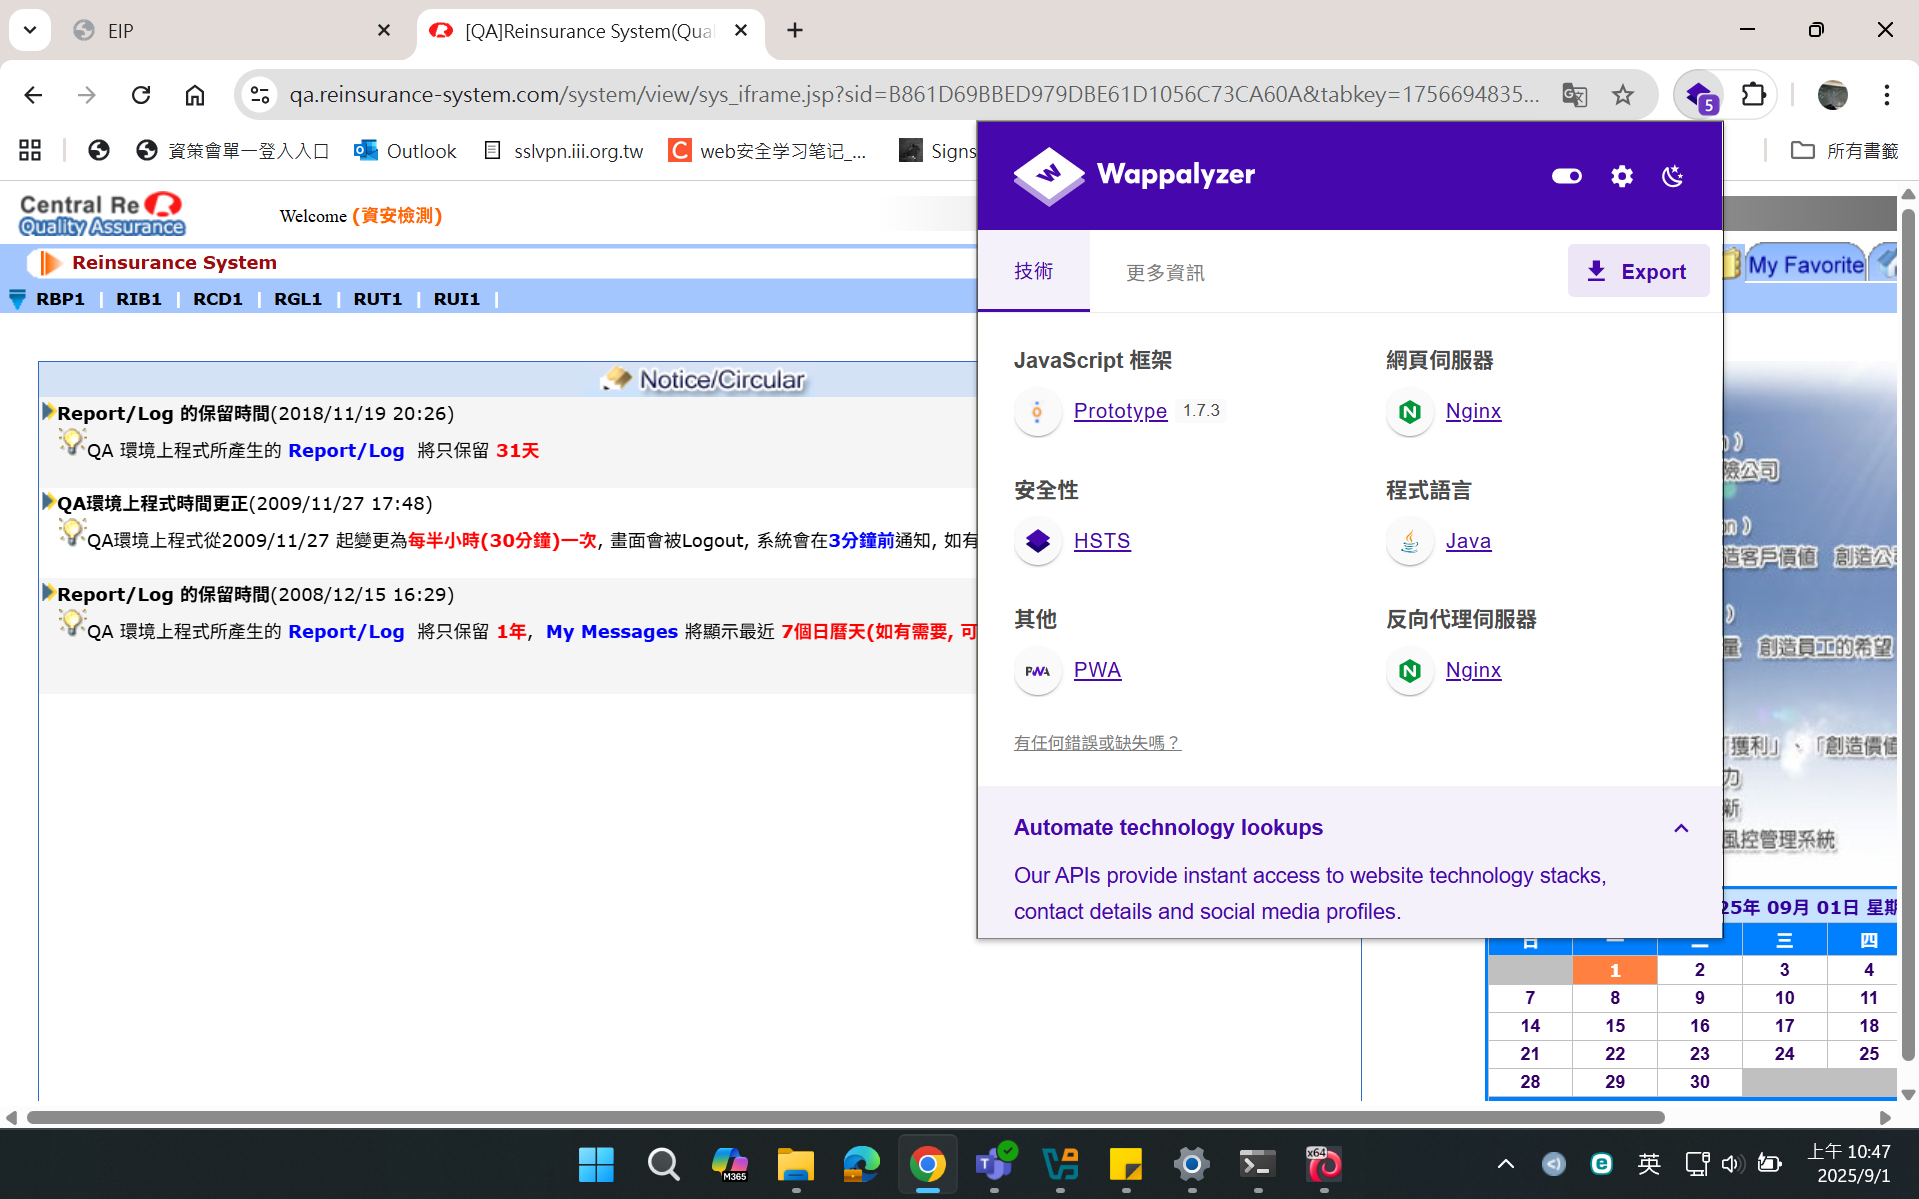 EIP
[QA]Reinsurance System(Qual
qa.reinsurance-system.com/system/view/sys_iframe.jsp?sid=B861D69BBED979DBE61D1056C73CA60A&tabkey=1756694835...
5
資策會單一登入入口
Outlook
sslvpn.iii.org.tw
web安全学习笔记_...
Signs
所有書籤
Central Re
Quality Assurance
Welcome (資安檢測)
Reinsurance System
My Favorite
RBP1 | RIB1 | RCD1 | RGL1 | RUT1 | RUI1 |
Notice/Circular
Report/Log 的保留時間(2018/11/19 20:26)
QA 環境上程式所產生的 Report/Log 將只保留 31天
QA環境上程式時間更正(2009/11/27 17:48)
QA環境上程式從2009/11/27 起變更為每半小時(30分鐘)一次, 畫面會被Logout, 系統會在3分鐘前通知, 如有
Report/Log 的保留時間(2008/12/15 16:29)
QA 環境上程式所產生的 Report/Log 將只保留 1年, My Messages 將顯示最近 7個日曆天(如有需要, 可
Wappalyzer
技術
更多資訊
Export
JavaScript 框架
Prototype 1.7.3
網頁伺服器
Nginx
安全性
HSTS
程式語言
Java
其他
PWA
PWA
反向代理伺服器
Nginx
有任何錯誤或缺失嗎？
Automate technology lookups
Our APIs provide instant access to website technology stacks,
contact details and social media profiles.
險公司
造客戶價值 創造公
量 創造員工的希望
「獲利」、「創造價值
力
新
風控管理系統
25年 09月 01日 星期
日 一 二 三 四
1 2 3 4
7 8 9 10 11
14 15 16 17 18
21 22 23 24 25
28 29 30
M365
x64
英
上午 10:47
2025/9/1